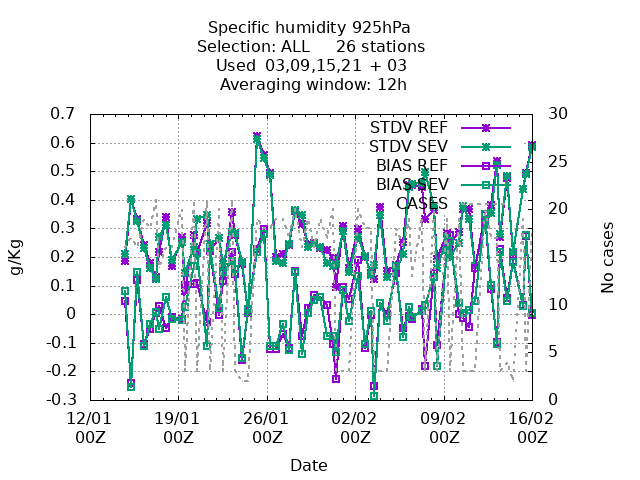 Specific humidity 925hPa
Selection: ALL 26 stations
Used 03,09,15,21 + 03
Averaging window: 12h
0.7
0.6
0.5
0.4
0.3
0.2
0.1
0
-0.1
-0.2
-0.3
g/Kg
30
25
20
15
10
5
0
No cases
STDV REF
STDV SEV
BIAS REF
BIAS SEV
CASES
12/01 19/01 26/01 02/02 09/02 16/02
00Z 00Z 00Z 00Z 00Z 00Z
Date